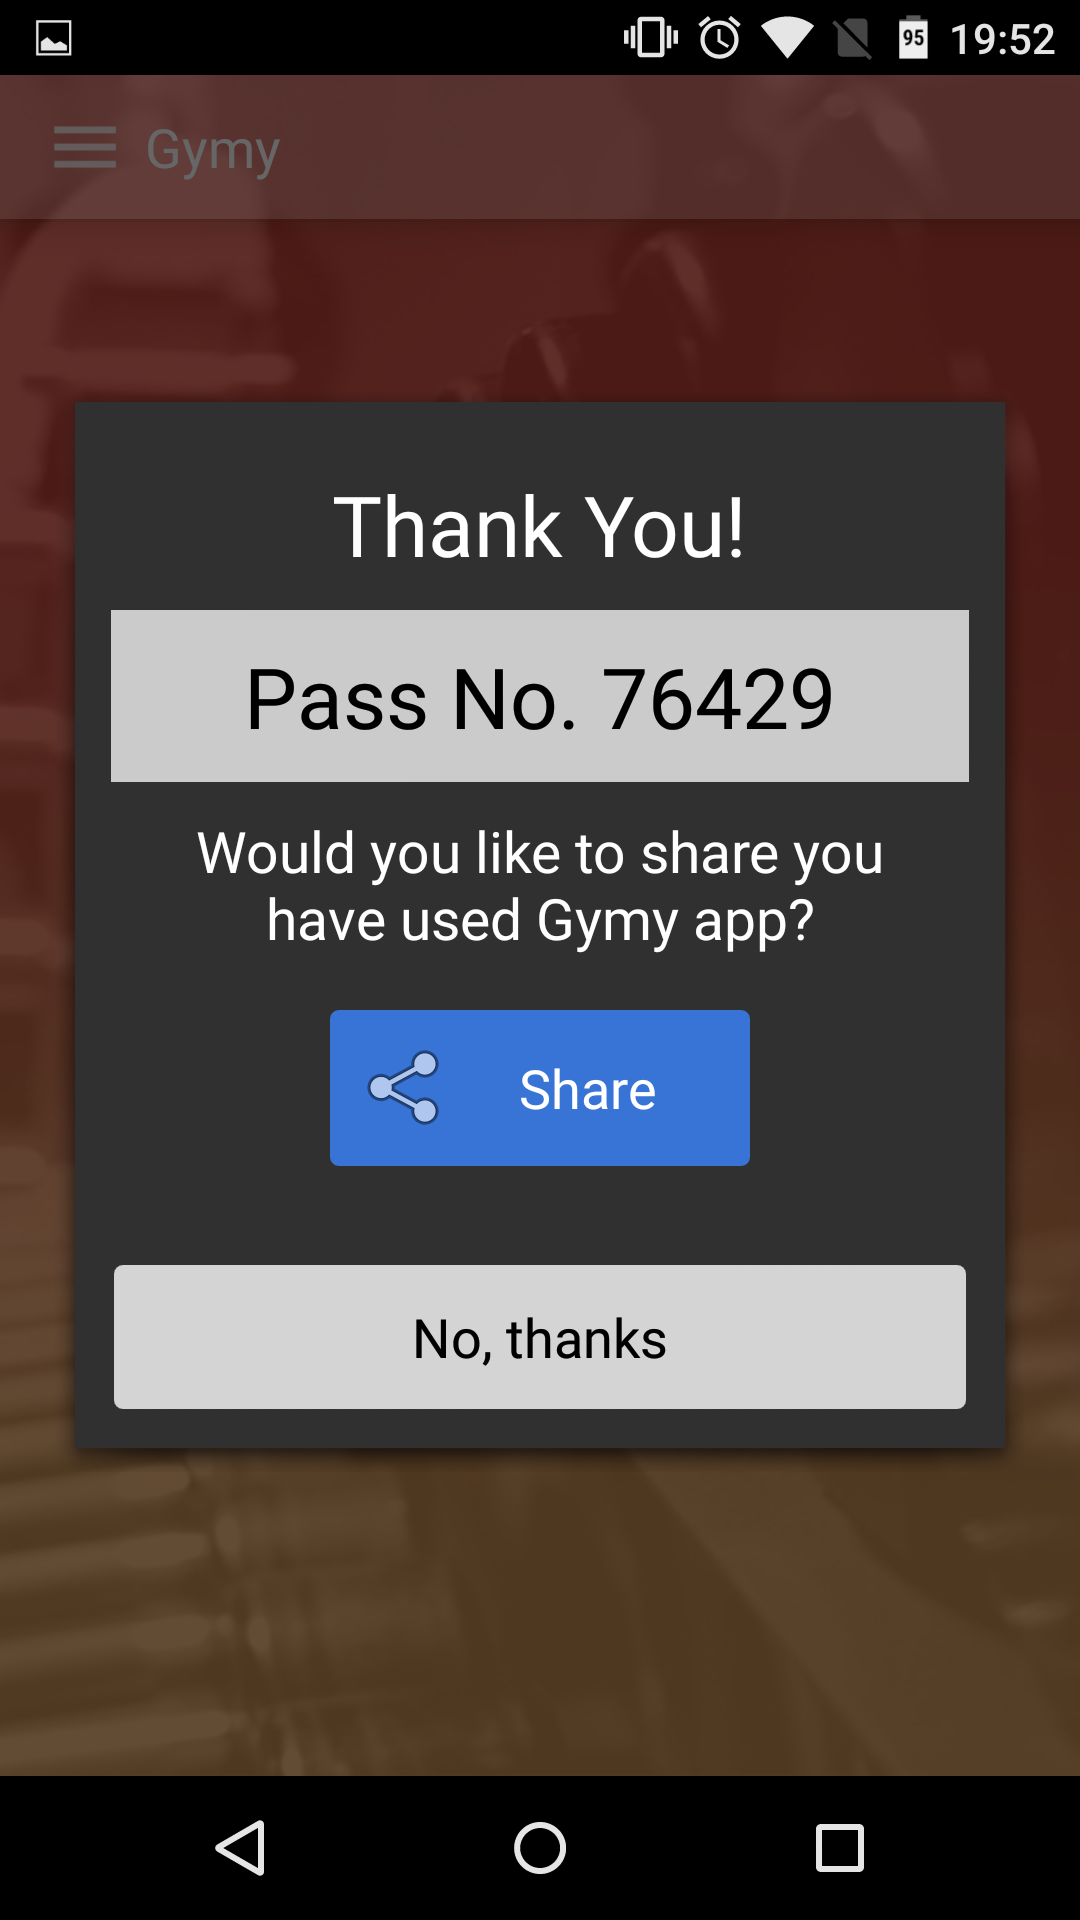 95 19:52
Gymy
Thank You!
Pass No. 76429
Would you like to share you
have used Gymy app?
Share
No, thanks